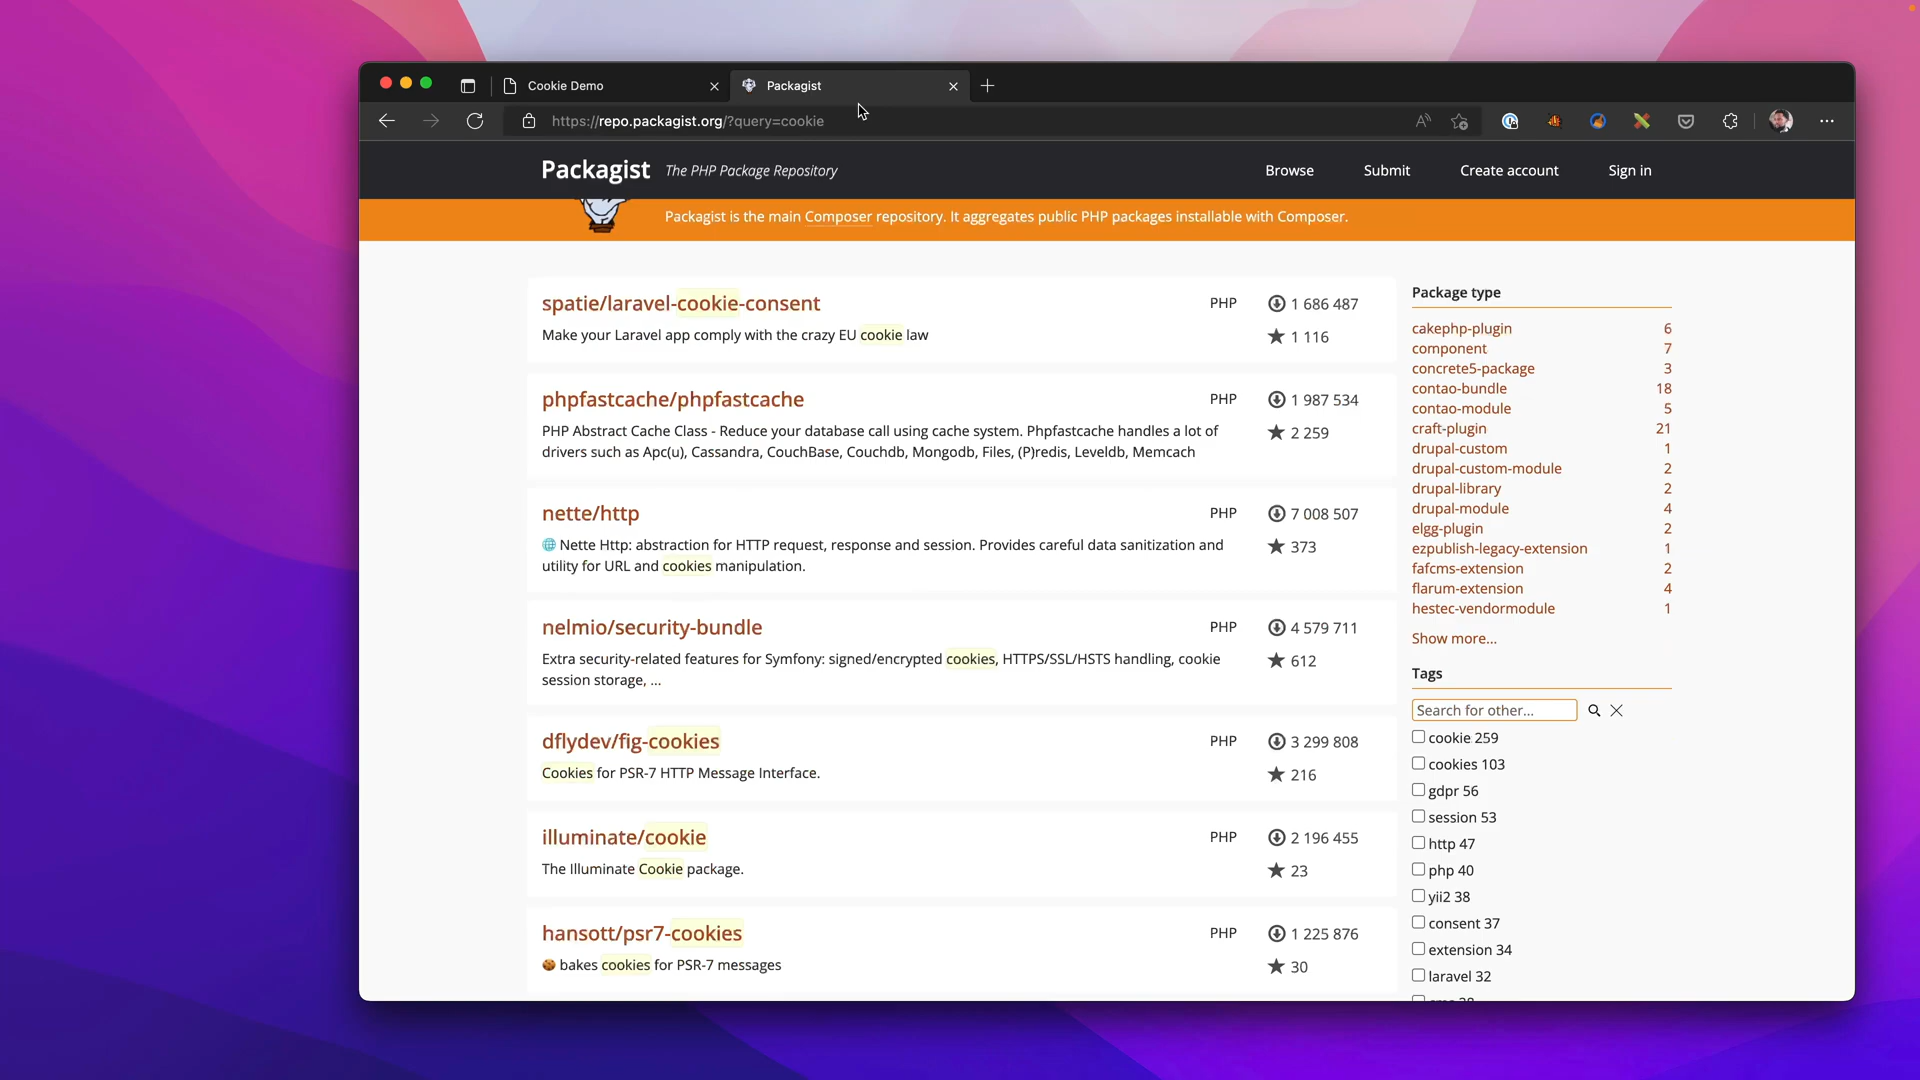 Cookie Demo
Packagist
https://repo.packagist.org/?query=cookie
Packagist The PHP Package Repository
Browse Submit Create account Sign in
Packagist is the main Composer repository. It aggregates public PHP packages installable with Composer.
spatie/laravel-cookie-consent PHP 1 686 487
Make your Laravel app comply with the crazy EU cookie law 1 116
phpfastcache/phpfastcache PHP 1 987 534
PHP Abstract Cache Class - Reduce your database call using cache system. Phpfastcache handles a lot of 2 259
drivers such as Apc(u), Cassandra, CouchBase, Couchdb, Mongodb, Files, (P)redis, Leveldb, Memcach
nette/http PHP 7 008 507
Nette Http: abstraction for HTTP request, response and session. Provides careful data sanitization and 373
utility for URL and cookies manipulation.
nelmio/security-bundle PHP 4 579 711
Extra security-related features for Symfony: signed/encrypted cookies, HTTPS/SSL/HSTS handling, cookie 612
session storage, ...
dflydev/fig-cookies PHP 3 299 808
Cookies for PSR-7 HTTP Message Interface. 216
illuminate/cookie PHP 2 196 455
The Illuminate Cookie package. 23
hansott/psr7-cookies PHP 1 225 876
bakes cookies for PSR-7 messages 30
Package type
cakephp-plugin 6
component 7
concrete5-package 3
contao-bundle 18
contao-module 5
craft-plugin 21
drupal-custom 1
drupal-custom-module 2
drupal-library 2
drupal-module 4
elgg-plugin 2
ezpublish-legacy-extension 1
fafcms-extension 2
flarum-extension 4
hestec-vendormodule 1
Show more...
Tags
Search for other...
cookie 259
cookies 103
gdpr 56
session 53
http 47
php 40
yii2 38
consent 37
extension 34
laravel 32